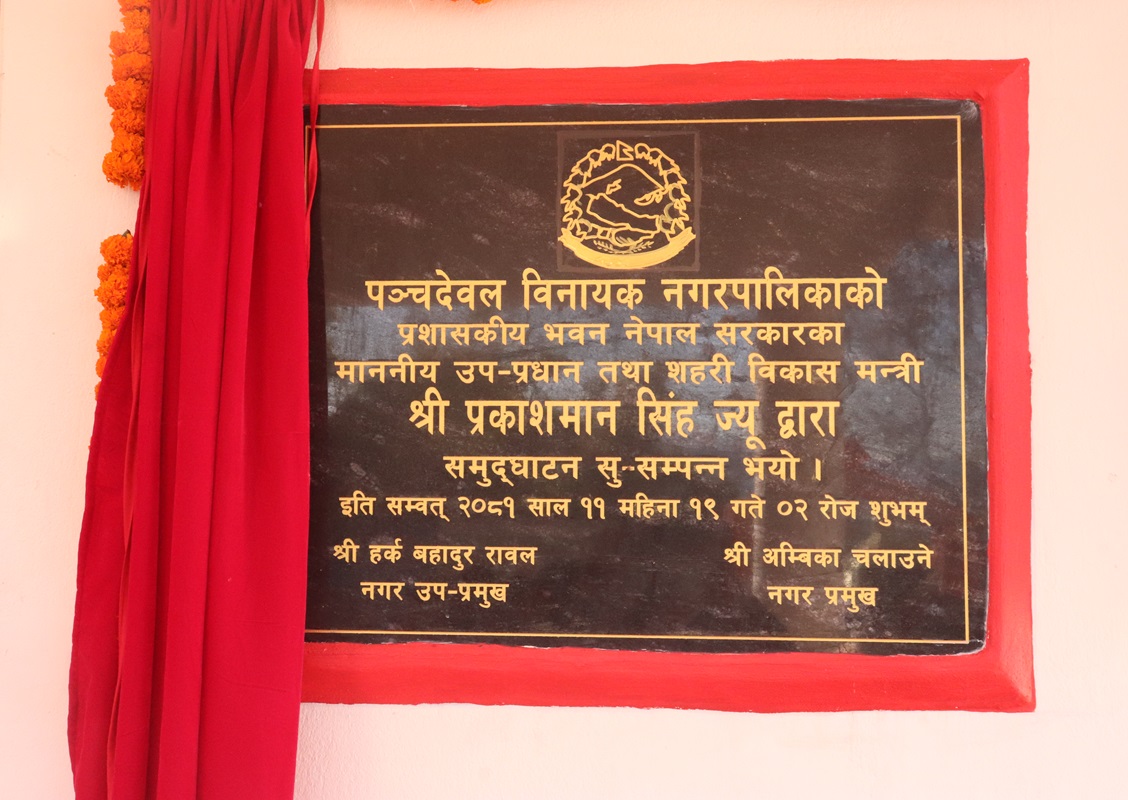 पञ्चदेवल विनायक नगरपालिकाको
प्रशासकीय भवन नेपाल सरकारका
माननीय उप-प्रधान तथा शहरी विकास मन्त्री
श्री प्रकाशमान सिंह ज्यू द्वारा
समुद्घाटन सु-सम्पन्न भयो ।
इति सम्वत् २०८१ साल ११ महिना १९ गते ०२ रोज शुभम्
श्री हर्क बहादुर रावल
नगर उप-प्रमुख
श्री अम्बिका चलाउने
नगर प्रमुख